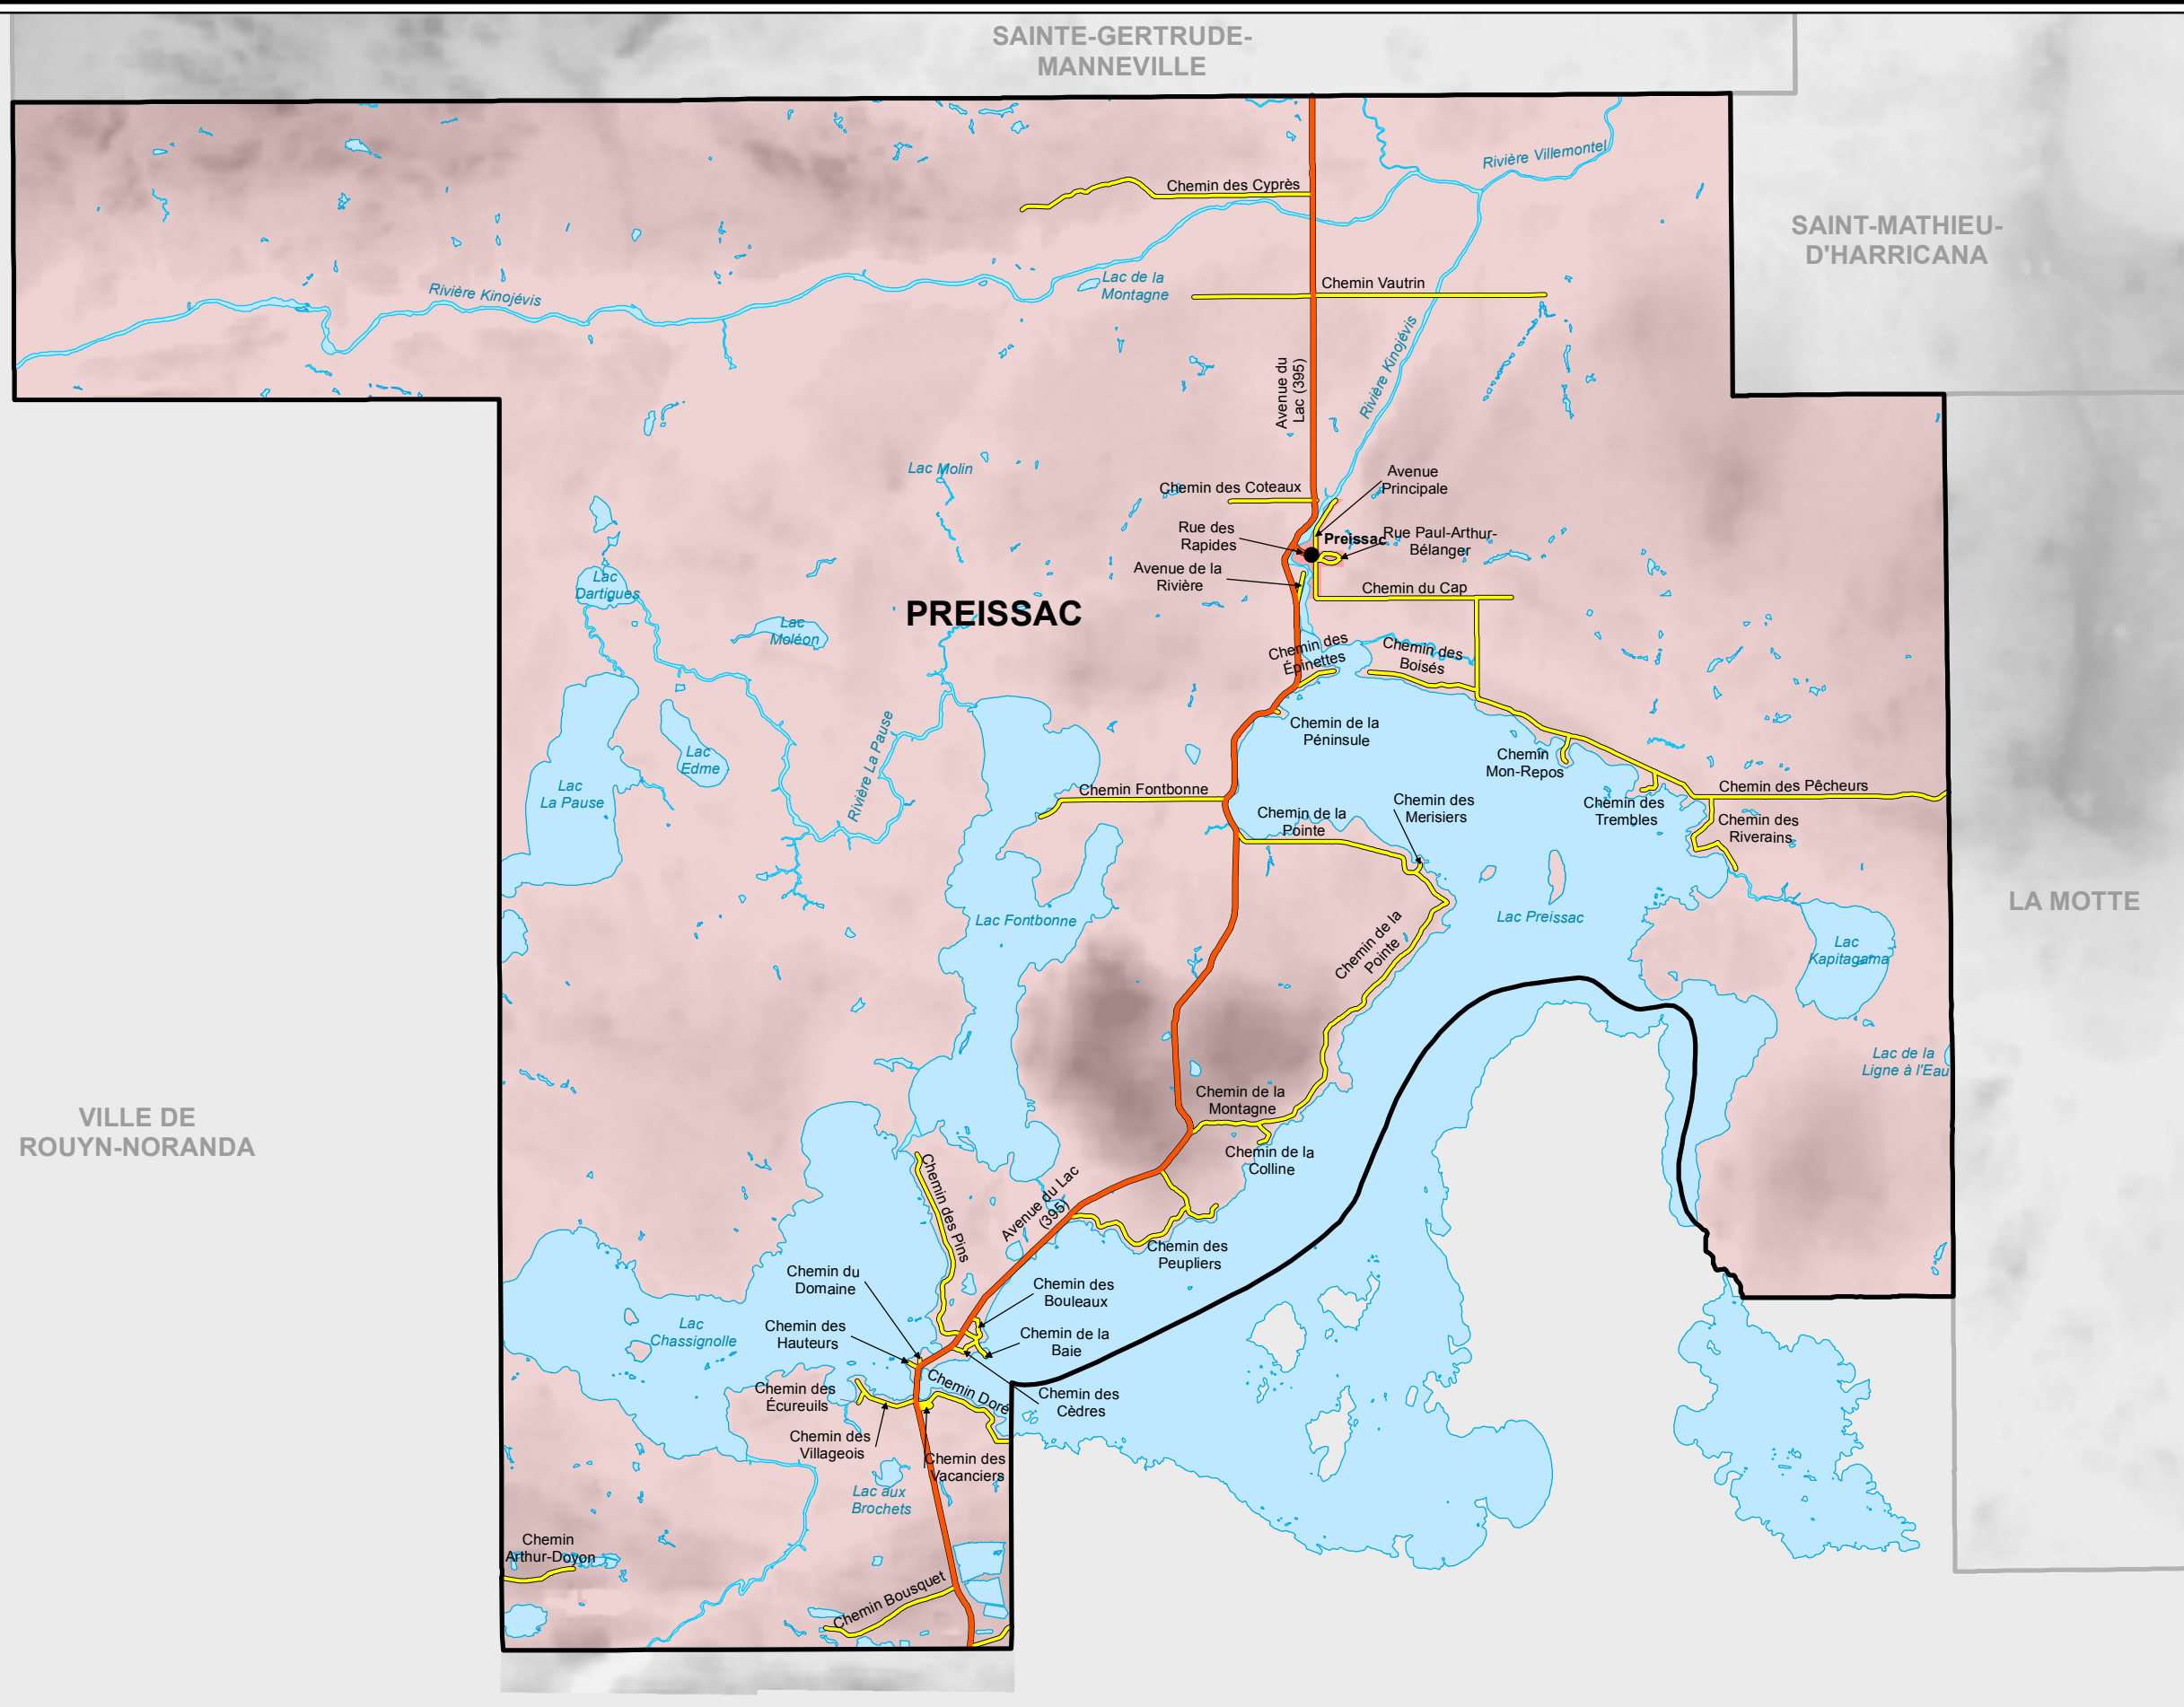 SAINTE-GERTRUDE-
MANNEVILLE
Rivière Villemontel
Chemin des Cyprès
SAINT-MATHIEU-
D'HARRICANA
Lac de la
Montagne
Chemin Vautrin
Rivière Kinojévis
Avenue du
Lac (395)
Rivière Kinojévis
Lac Molin
Avenue
Principale
Chemin des Coteaux
Rue des
Rapides
Preissac
Rue Paul-Arthur-
Bélanger
Avenue de la
Rivière
Lac
Dartigues
Chemin du Cap
PREISSAC
Lac
Moléon
Chemin des
Épinettes
Chemin des
Boisés
Chemin de la
Péninsule
Lac
Edme
Rivière La Pause
Chemin
Mon-Repos
Lac
La Pause
Chemin Fontbonne
Chemin des Pêcheurs
Chemin de la
Pointe
Chemin des
Merisiers
Chemin des
Trembles
Chemin des
Riverains
Lac Fontbonne
Lac Preissac
LA MOTTE
Chemin de la
Pointe
Lac
Kapitagama
Lac de la
Ligne à l'Eau
Chemin de la
Montagne
VILLE DE
ROUYN-NORANDA
Chemin de la
Colline
Chemin des Pins
Avenue du Lac
(395)
Chemin des
Peupliers
Chemin du
Domaine
Chemin des
Bouleaux
Lac
Chassignolle
Chemin des
Hauteurs
Chemin de la
Baie
Chemin des
Écureuils
Chemin Doré
Chemin des
Cèdres
Chemin des
Villageois
Chemin des
Vacanciers
Lac aux
Brochets
Chemin
Arthur-Doyon
Chemin Bousquet